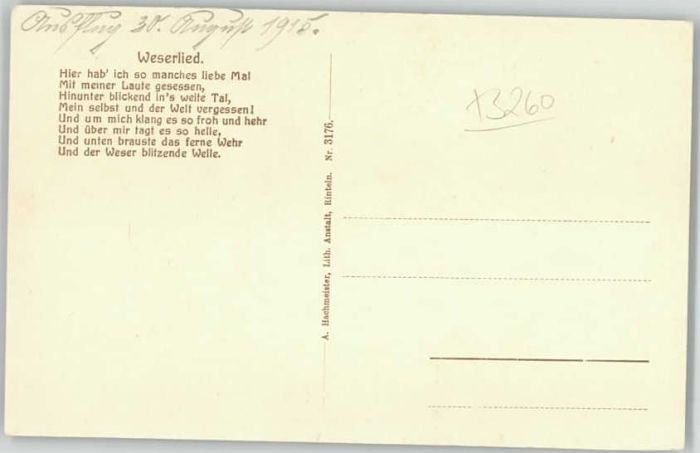 Ausflug 30. August 1918.
Weserlied.
Hier hab' ich so manches liebe Mal
Mit meiner Laute gesessen,
Hinunter blickend in's weite Tal,
Mein selbst und der Welt vergessen!
Und um mich klang es so froh und hehr
Und über mir tagt es so helle,
Und unten brauste das ferne Wehr
Und der Weser blitzende Welle.
A. Hachmeister, Lith. Anstalt, Rinteln. Nr. 3176.
x3260